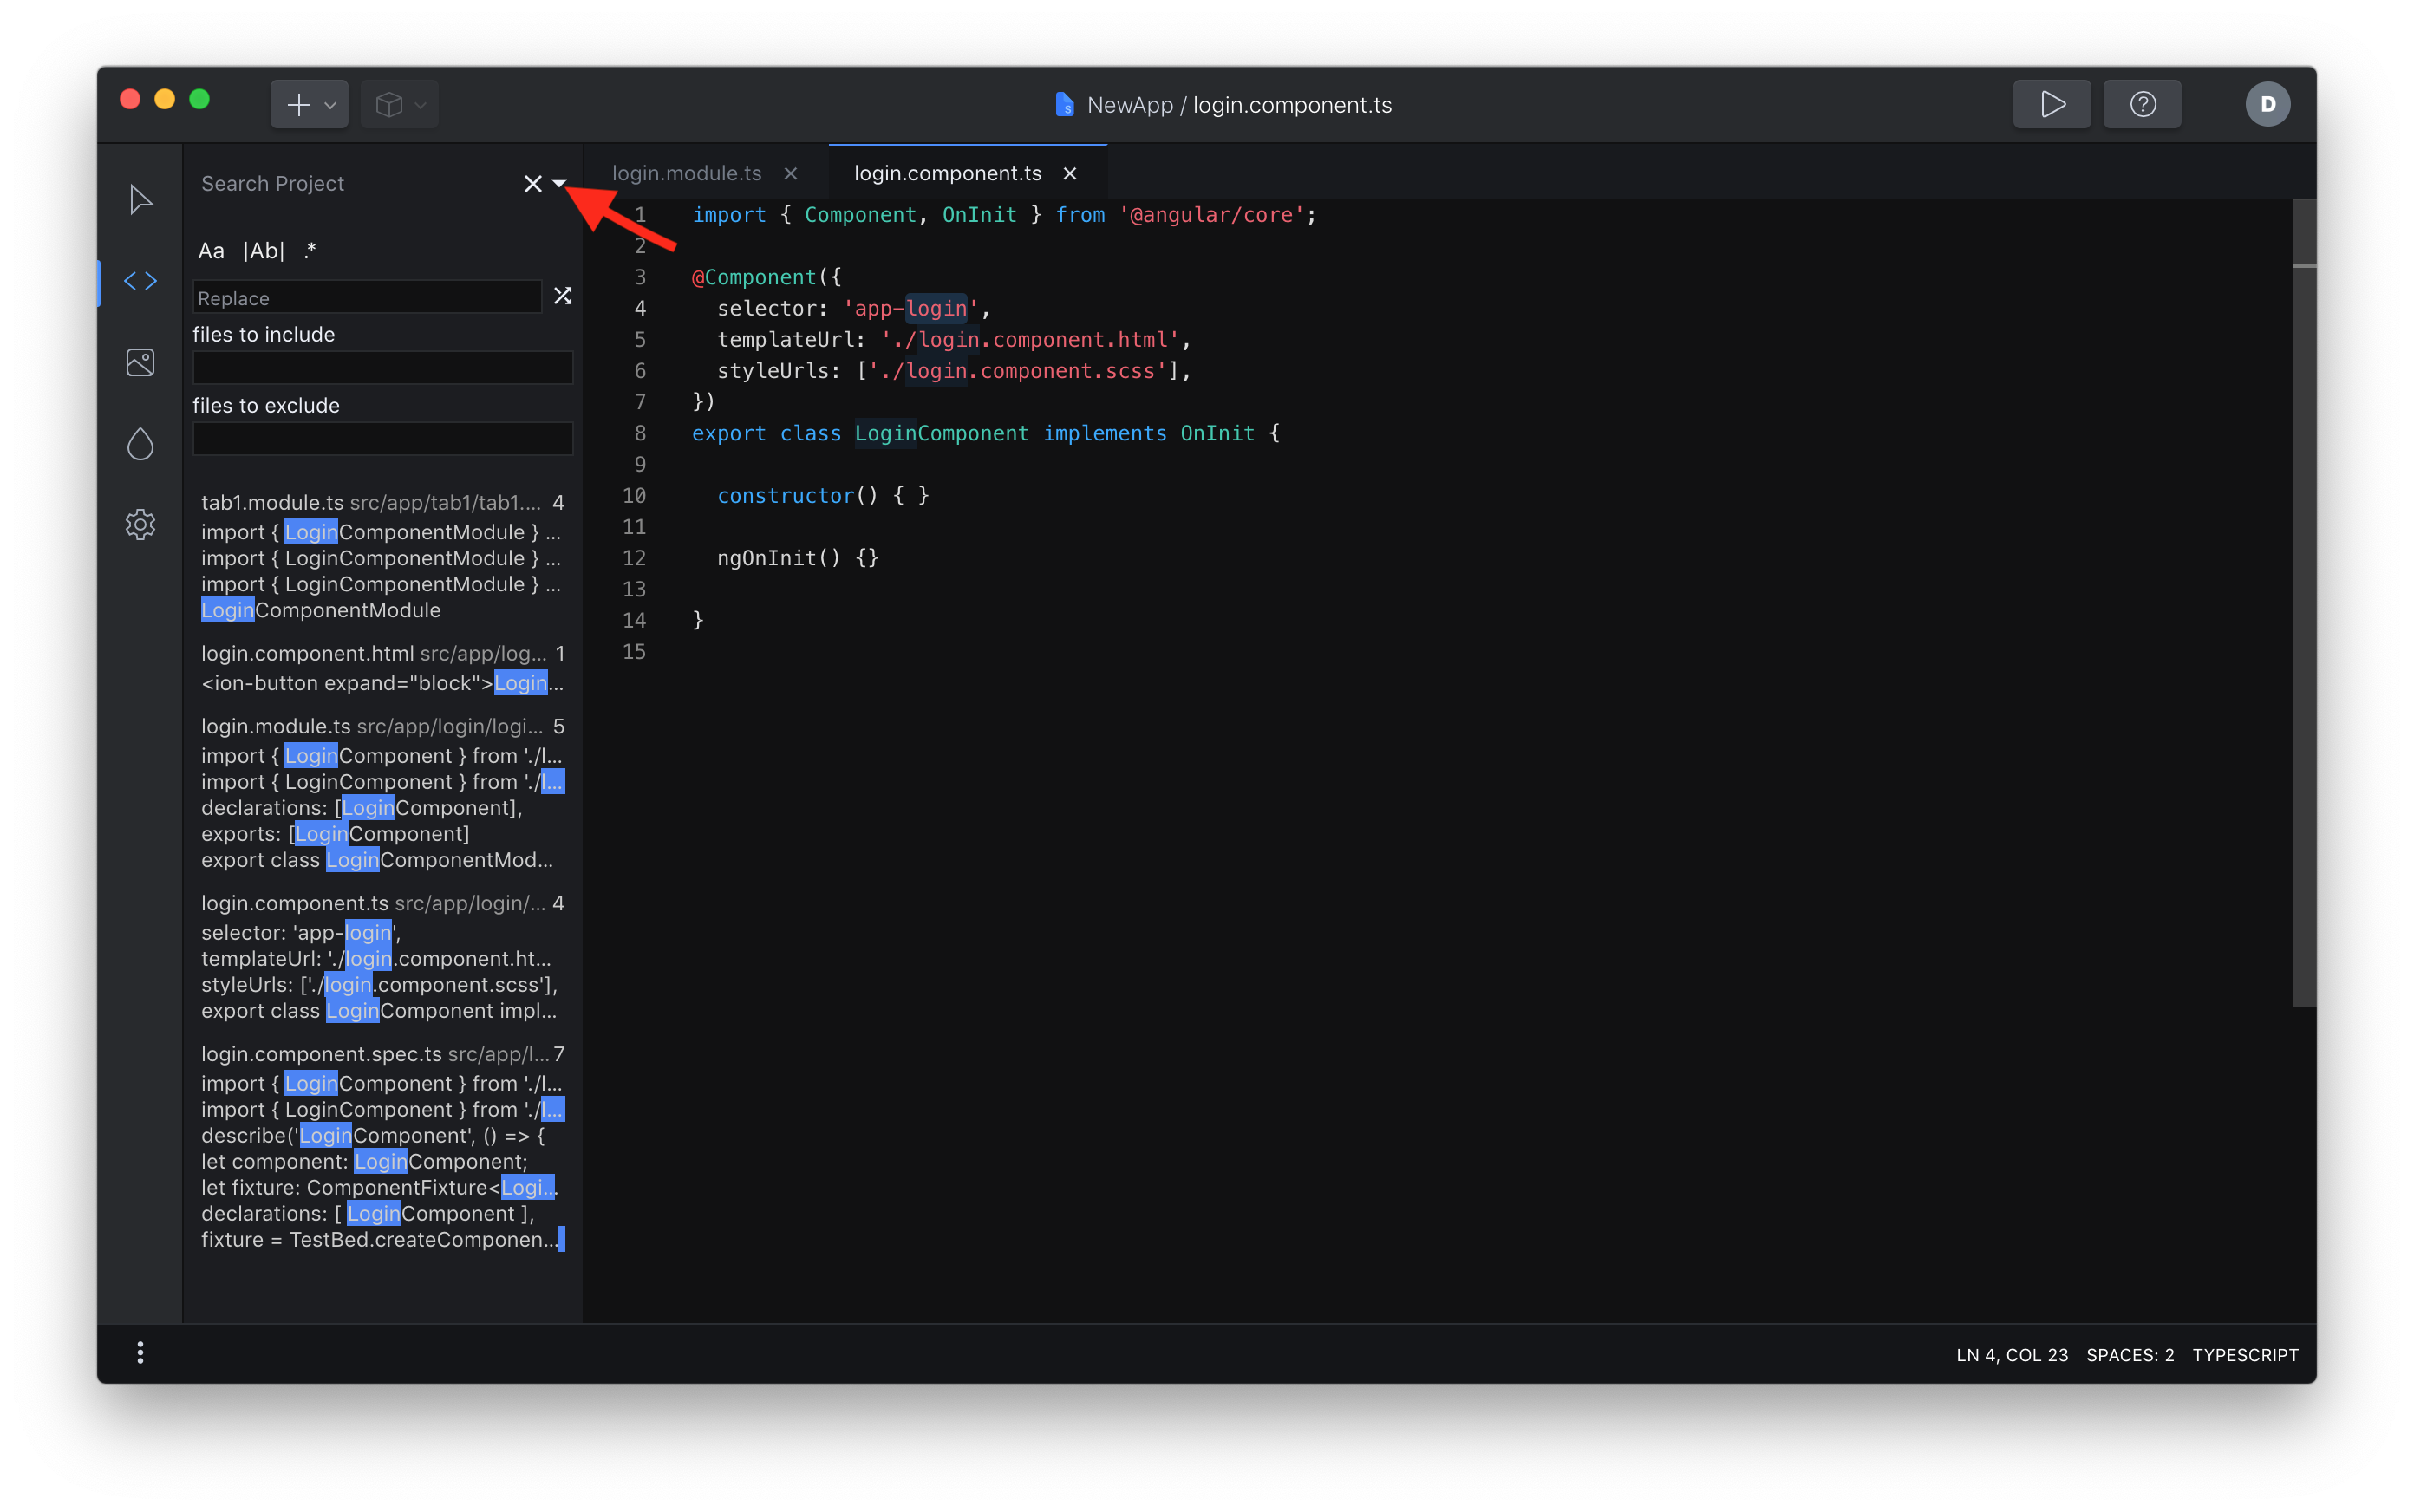 NewApp / login.component.ts
D
Search Project
Aa |Ab| .*
Replace
files to include
files to exclude
tab1.module.ts src/app/tab1/tab1.... 4
import { LoginComponentModule } ...
import { LoginComponentModule } ...
import { LoginComponentModule } ...
LoginComponentModule
login.component.html src/app/log... 1
<ion-button expand="block">Login...
login.module.ts src/app/login/logi... 5
import { LoginComponent } from './l...
import { LoginComponent } from './l...
declarations: [LoginComponent],
exports: [LoginComponent]
export class LoginComponentMod...
login.component.ts src/app/login/... 4
selector: 'app-login',
templateUrl: './login.component.ht...
styleUrls: ['./login.component.scss'],
export class LoginComponent impl...
login.component.spec.ts src/app/l... 7
import { LoginComponent } from './l...
import { LoginComponent } from './l...
describe('LoginComponent', () => {
let component: LoginComponent;
let fixture: ComponentFixture<Logi...
declarations: [ LoginComponent ],
fixture = TestBed.createComponen...
login.module.ts
login.component.ts
1 import { Component, OnInit } from '@angular/core';
2
3 @Component({
4 selector: 'app-login',
5 templateUrl: './login.component.html',
6 styleUrls: ['./login.component.scss'],
7 })
8 export class LoginComponent implements OnInit {
9
10 constructor() { }
11
12 ngOnInit() {}
13
14 }
15
LN 4, COL 23 SPACES: 2 TYPESCRIPT